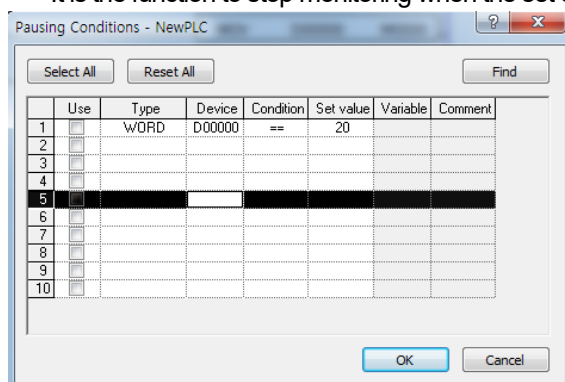 It is the function to stop monitoring when the set
Pausing Conditions - NewPLC
? X
Select All Reset All Find
Use Type Device Condition Set value Variable Comment
1 WORD D00000 == 20
2
3
4
5
6
7
8
9
10
OK Cancel